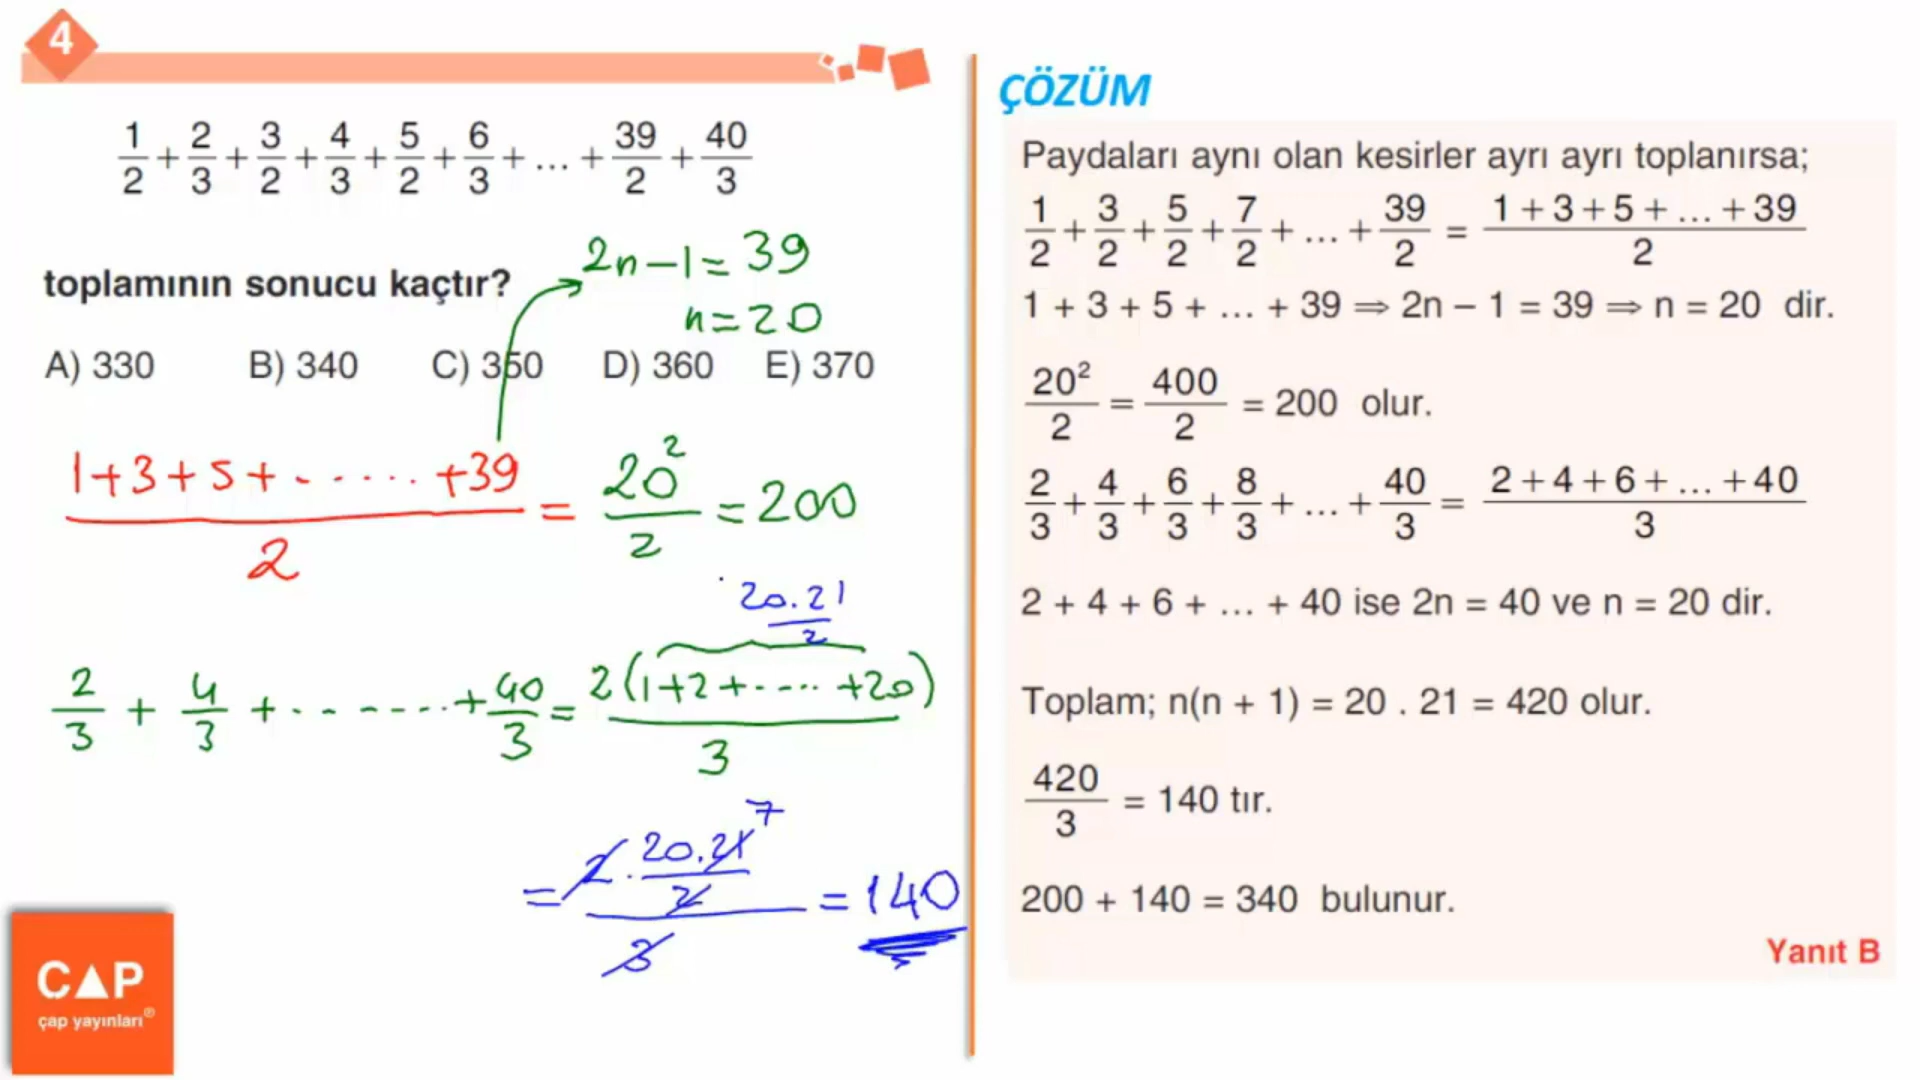 4
1/2 + 2/3 + 3/2 + 4/3 + 5/2 + 6/3 + ... + 39/2 + 40/3
toplamının sonucu kaçtır?
2n-1=39
n=20
A) 330 B) 340 C) 350 D) 360 E) 370
(1+3+5+......+39)/2 = 20²/2 = 200
20.21/2
2/3 + 4/3 + ........ + 40/3 = 2(1+2+.....+20)/3
= (2 . 20.21/2)/3 = 140
7
ÇAP
çap yayınları®
ÇÖZÜM
Paydaları aynı olan kesirler ayrı ayrı toplanırsa;
1/2 + 3/2 + 5/2 + 7/2 + ... + 39/2 = (1 + 3 + 5 + ... + 39)/2
1 + 3 + 5 + ... + 39 ⇒ 2n − 1 = 39 ⇒ n = 20 dir.
20²/2 = 400/2 = 200 olur.
2/3 + 4/3 + 6/3 + 8/3 + ... + 40/3 = (2 + 4 + 6 + ... + 40)/3
2 + 4 + 6 + ... + 40 ise 2n = 40 ve n = 20 dir.
Toplam; n(n + 1) = 20 . 21 = 420 olur.
420/3 = 140 tır.
200 + 140 = 340 bulunur.
Yanıt B